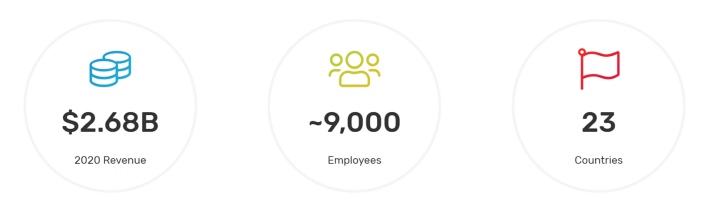 $2.68B
2020 Revenue
~9,000
Employees
23
Countries